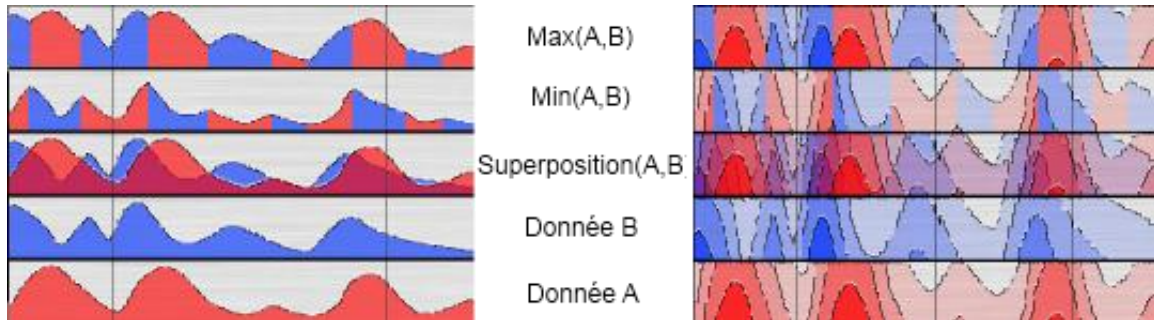 Max(A,B)
Min(A,B)
Superposition(A,B)
Donnée B
Donnée A